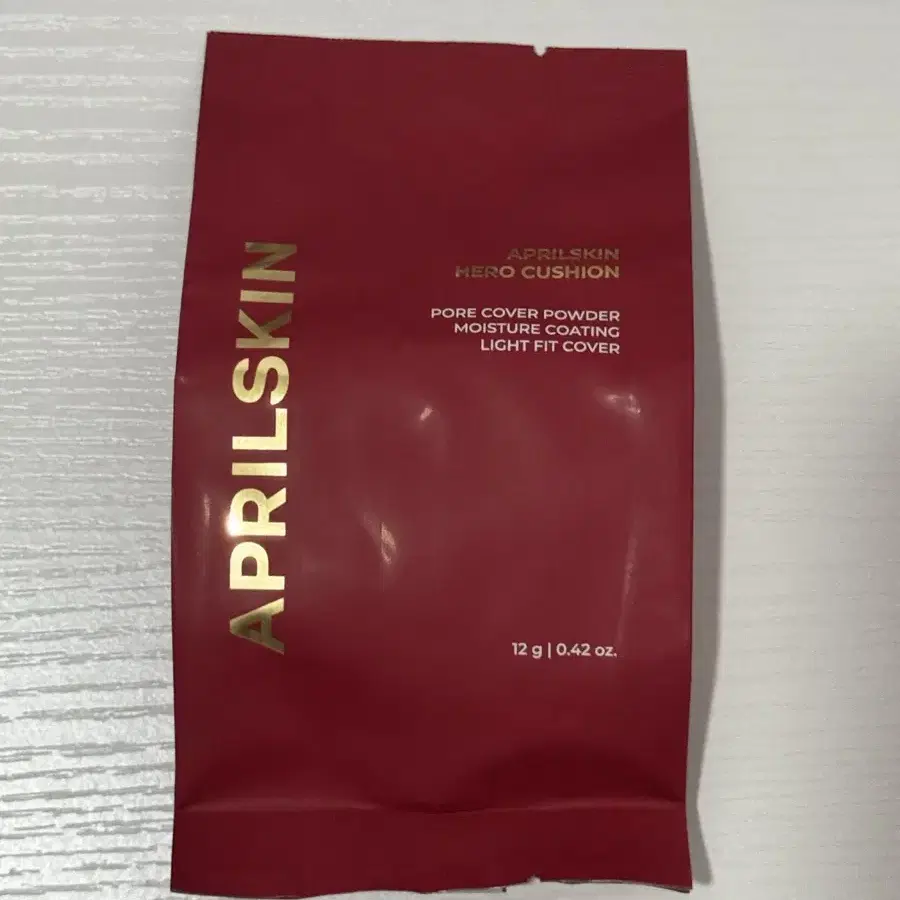 APRILSKIN
APRILSKIN
HERO CUSHION
PORE COVER POWDER
MOISTURE COATING
LIGHT FIT COVER
12 g | 0.42 oz.